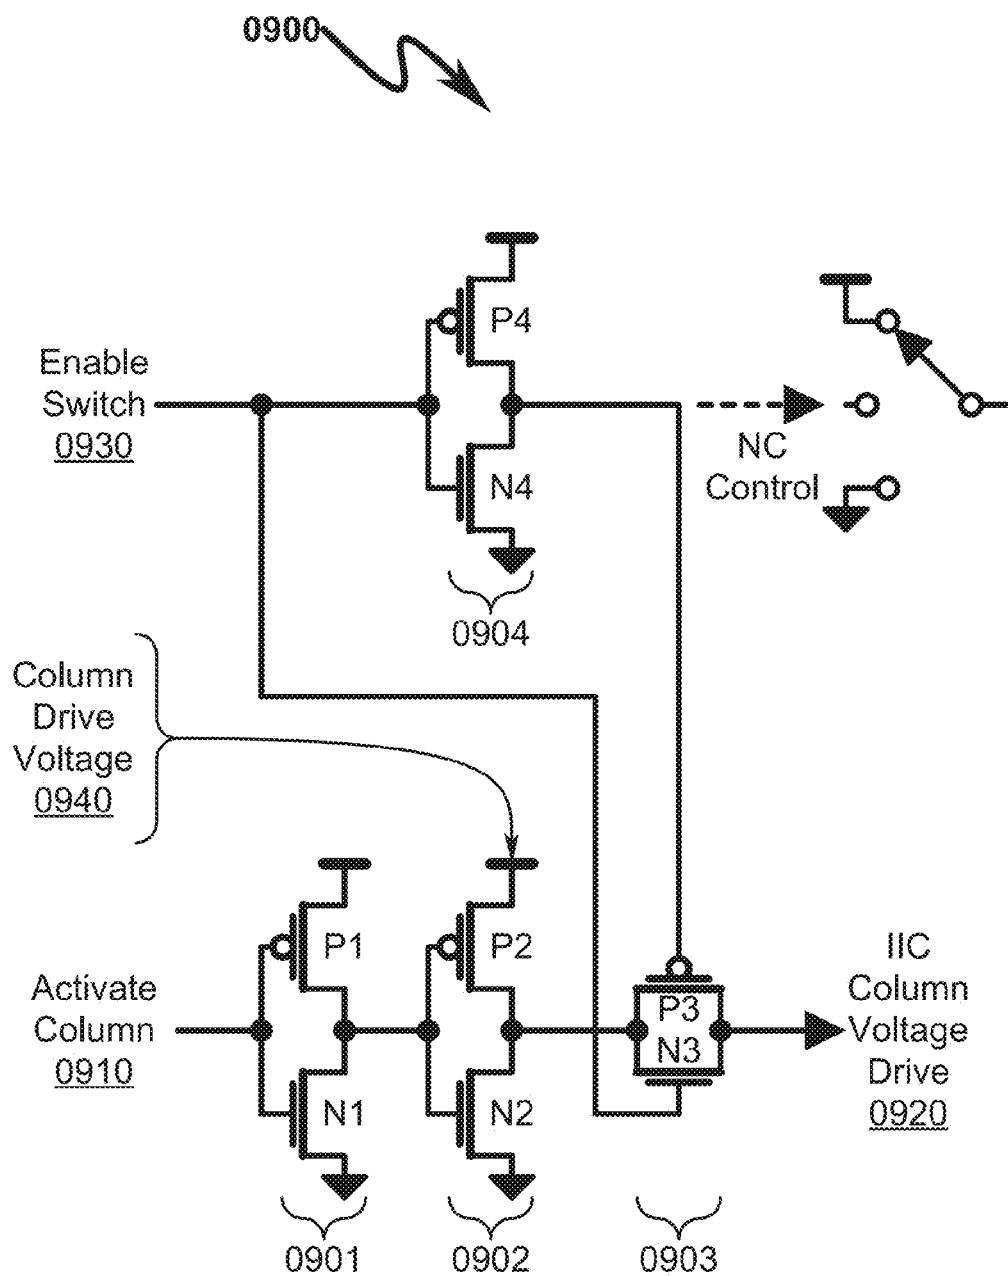 0900
P4
Enable
Switch
0930
NC
Control
N4
0904
Column
Drive
Voltage
0940
P1
P2
Activate
Column
0910
P3
N3
IIC
Column
Voltage
Drive
0920
N1
N2
0901
0902
0903